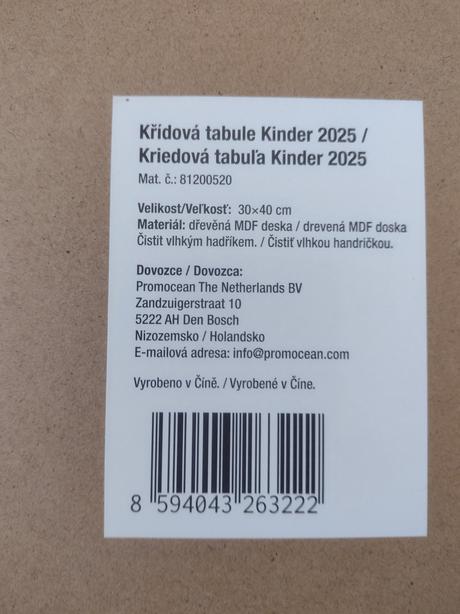 Křídová tabule Kinder 2025 /
Kriedová tabuľa Kinder 2025
Mat. č.: 81200520
Velikost/Veľkosť: 30×40 cm
Materiál: dřevěná MDF deska / drevená MDF doska
Čistit vlhkým hadříkem. / Čistiť vlhkou handričkou.
Dovozce / Dovozca:
Promocean The Netherlands BV
Zandzuigerstraat 10
5222 AH Den Bosch
Nizozemsko / Holandsko
E-mailová adresa: info@promocean.com
Vyrobeno v Číně. / Vyrobené v Číne.
8 594043 263222